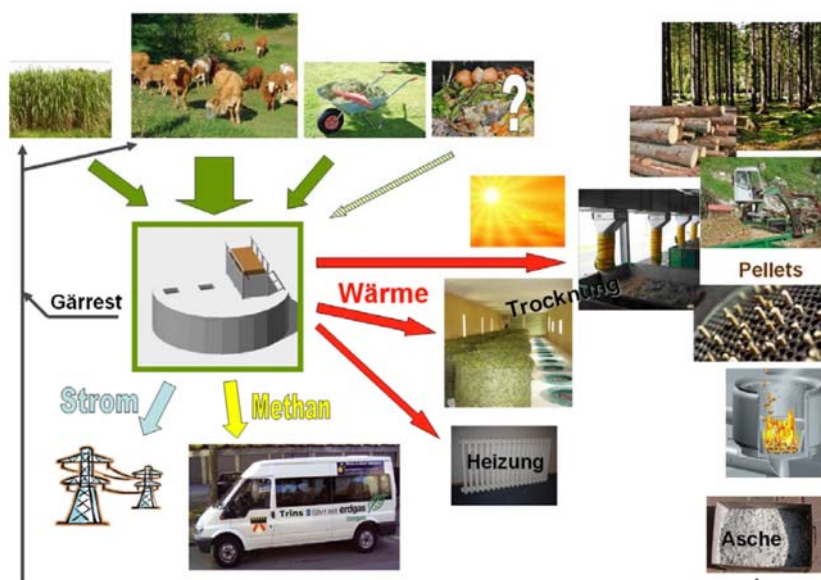 ?
Pellets
Gärrest
Wärme
Trocknung
Strom
Methan
Heizung
Trins
fährt mit
erdgas
Asche